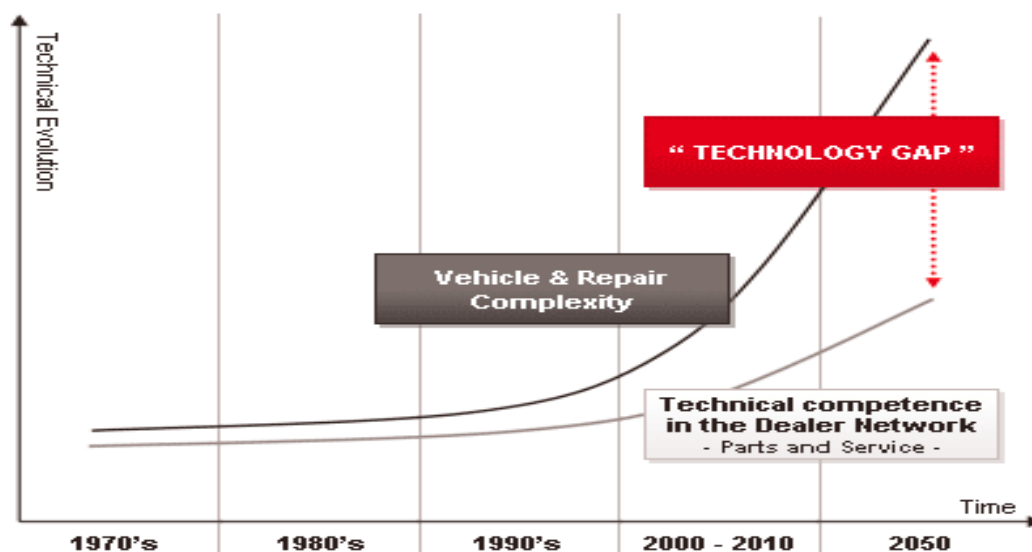 Technical Evolution
“ TECHNOLOGY GAP ”
Vehicle & Repair
Complexity
Technical competence
in the Dealer Network
- Parts and Service -
Time
1970’s 1980’s 1990’s 2000 - 2010 2050